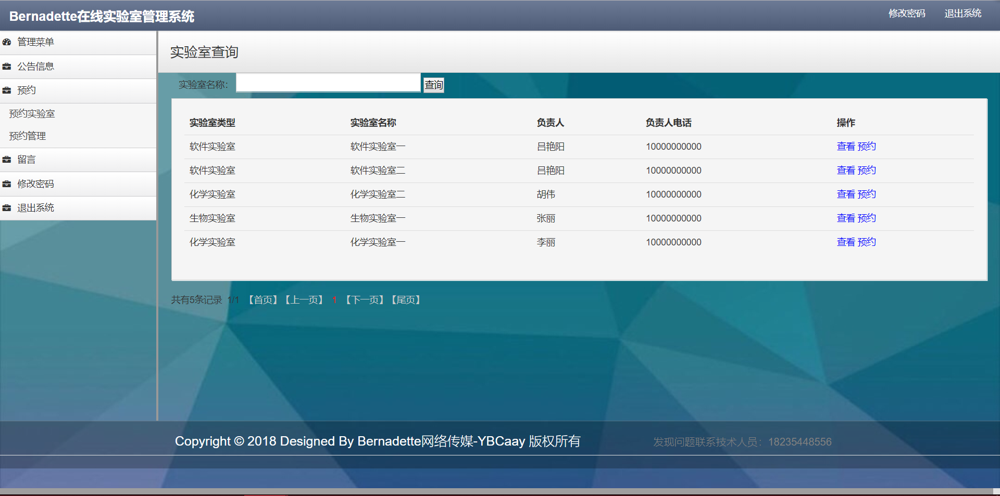 Bernadette在线实验室管理系统
修改密码 退出系统
管理菜单
公告信息
预约
预约实验室
预约管理
留言
修改密码
退出系统
实验室查询
实验室名称： 查询
实验室类型 实验室名称 负责人 负责人电话 操作
软件实验室 软件实验室一 吕艳阳 10000000000 查看 预约
软件实验室 软件实验室二 吕艳阳 10000000000 查看 预约
化学实验室 化学实验室二 胡伟 10000000000 查看 预约
生物实验室 生物实验室一 张丽 10000000000 查看 预约
化学实验室 化学实验室一 李丽 10000000000 查看 预约
共有5条记录 1/1 【首页】【上一页】 1 【下一页】【尾页】
Copyright © 2018 Designed By Bernadette网络传媒-YBCaay 版权所有
发现问题联系技术人员：18235448556